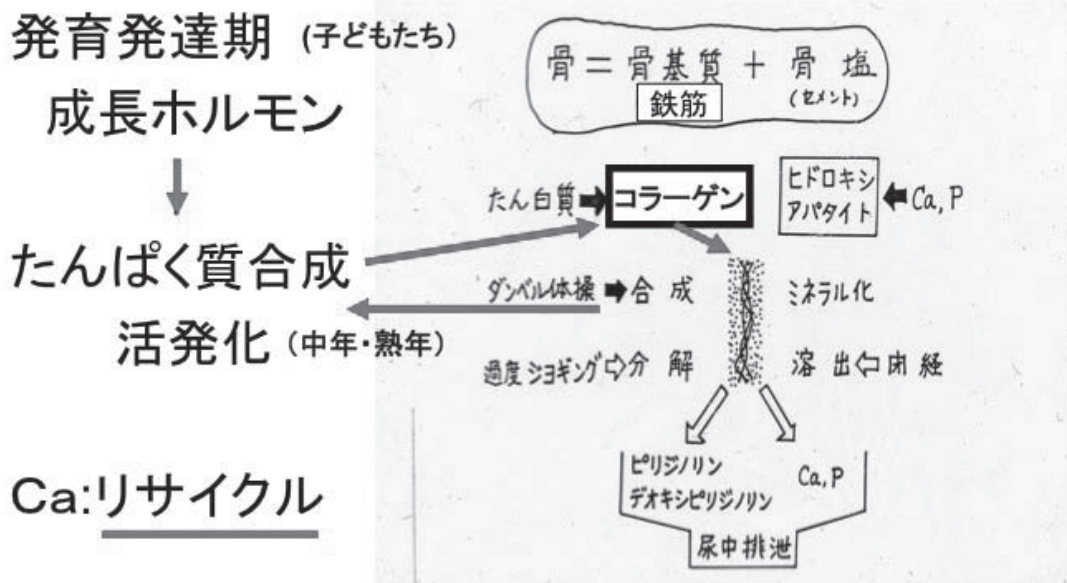 発育発達期 (子どもたち)
成長ホルモン
たんぱく質合成
活発化 (中年・熟年)
Ca:リサイクル
骨 = 骨基質 + 骨塩
鉄筋 (セメント)
たん白質 ➡ コラーゲン
ヒドロキシ
アパタイト ⬅ Ca, P
ダンベル体操 ➡ 合成 ミネラル化
過度ジョギング ⇨ 分解 溶出 ⇦ 閉経
ピリジノリン
デオキシピリジノリン
Ca, P
尿中排泄